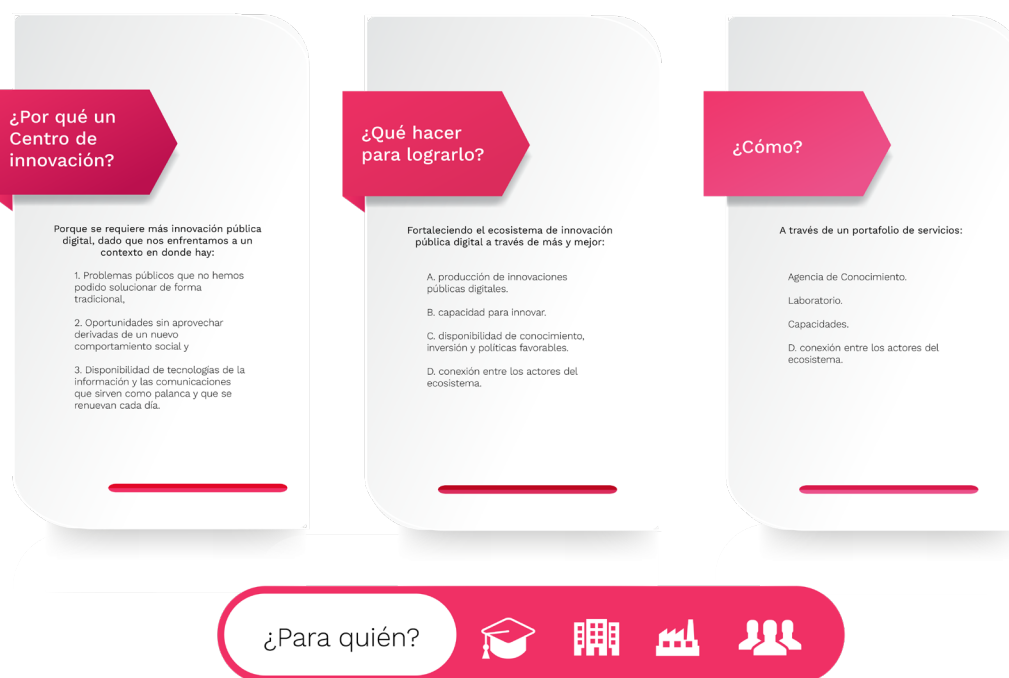 ¿Por qué un
Centro de
innovación?
Porque se requiere más innovación pública
digital, dado que nos enfrentamos a un
contexto en donde hay:
1. Problemas públicos que no hemos
podido solucionar de forma
tradicional,
2. Oportunidades sin aprovechar
derivadas de un nuevo
comportamiento social y
3. Disponibilidad de tecnologías de la
información y las comunicaciones
que sirven como palanca y que se
renuevan cada día.
¿Qué hacer
para lograrlo?
Fortaleciendo el ecosistema de innovación
pública digital a través de más y mejor:
A. producción de innovaciones
públicas digitales.
B. capacidad para innovar.
C. disponibilidad de conocimiento,
inversión y políticas favorables.
D. conexión entre los actores del
ecosistema.
¿Cómo?
A través de un portafolio de servicios:
Agencia de Conocimiento.
Laboratorio.
Capacidades.
D. conexión entre los actores del
ecosistema.
¿Para quién?